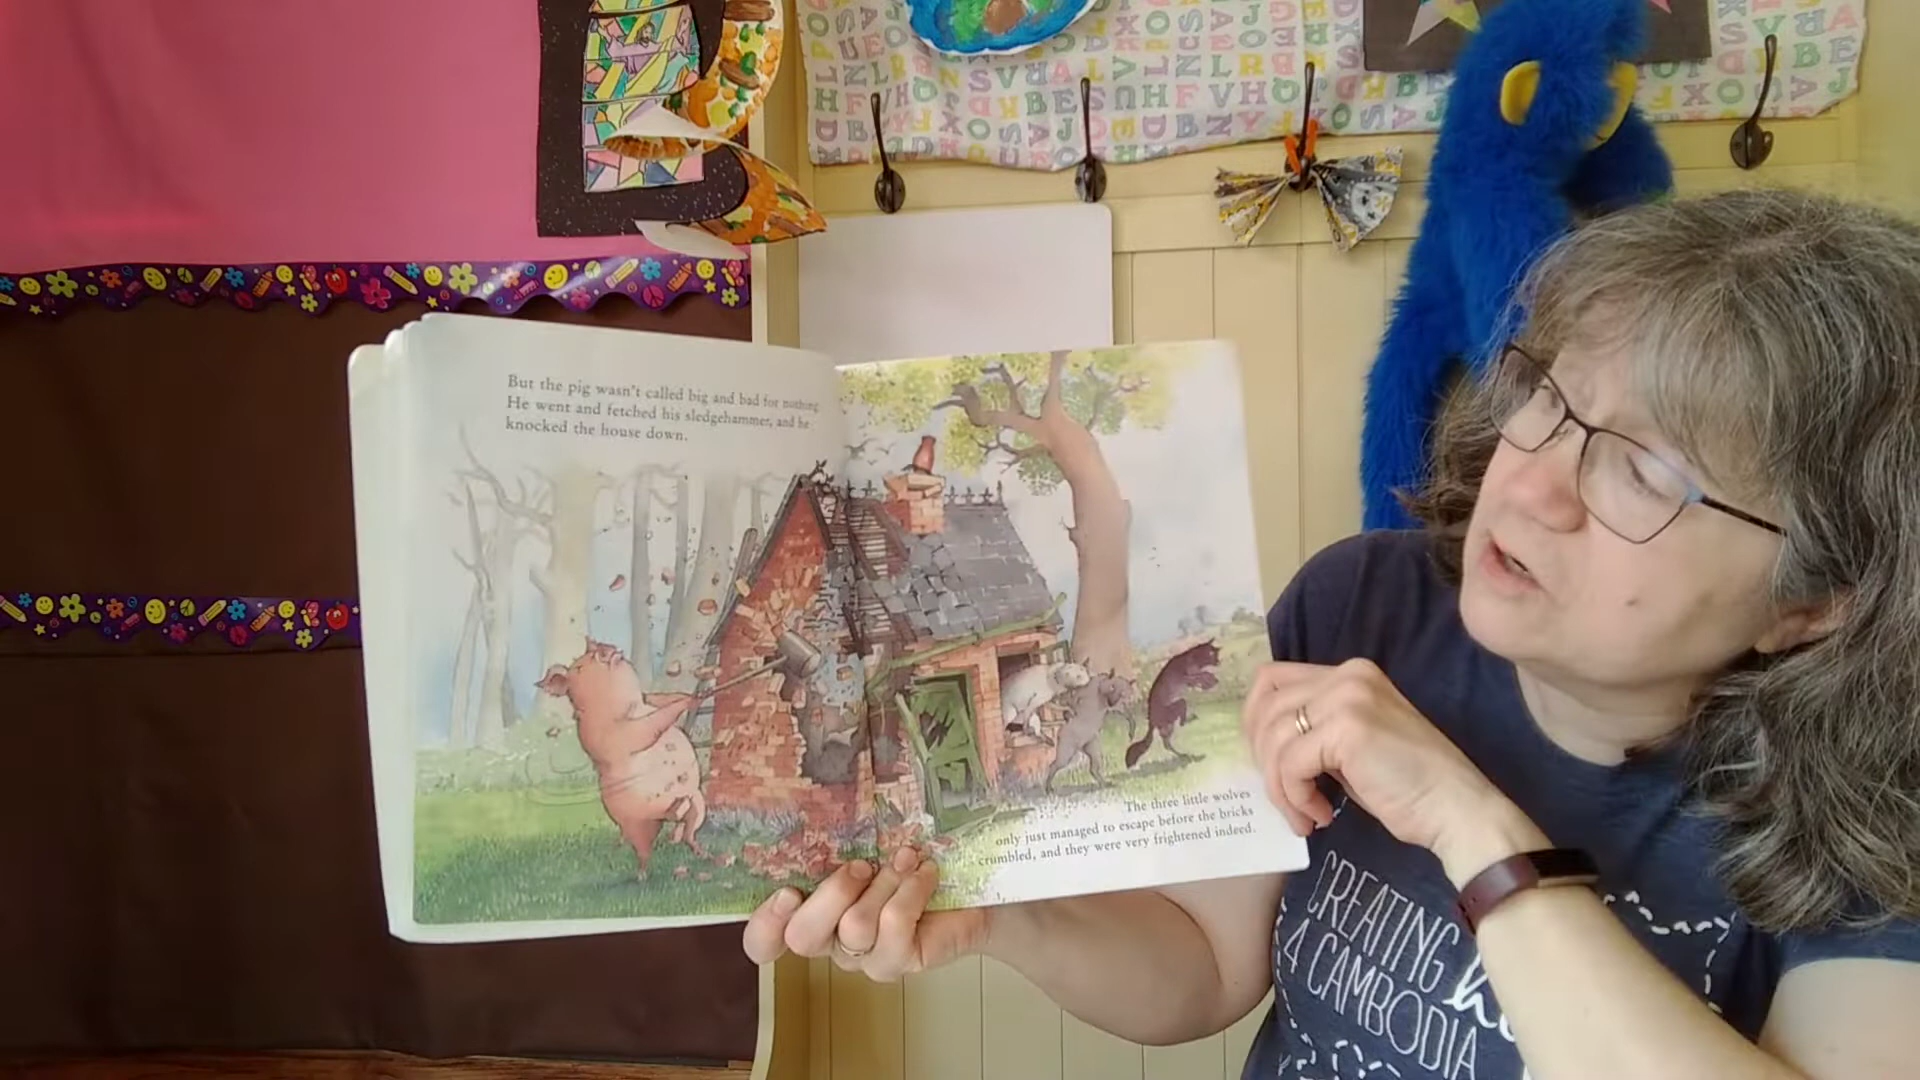 But the pig wasn't called big and bad for nothing.
He went and fetched his sledgehammer, and he
knocked the house down.
The three little wolves
only just managed to escape before the bricks
crumbled, and they were very frightened indeed.
CREATING
4 CAMBODIA